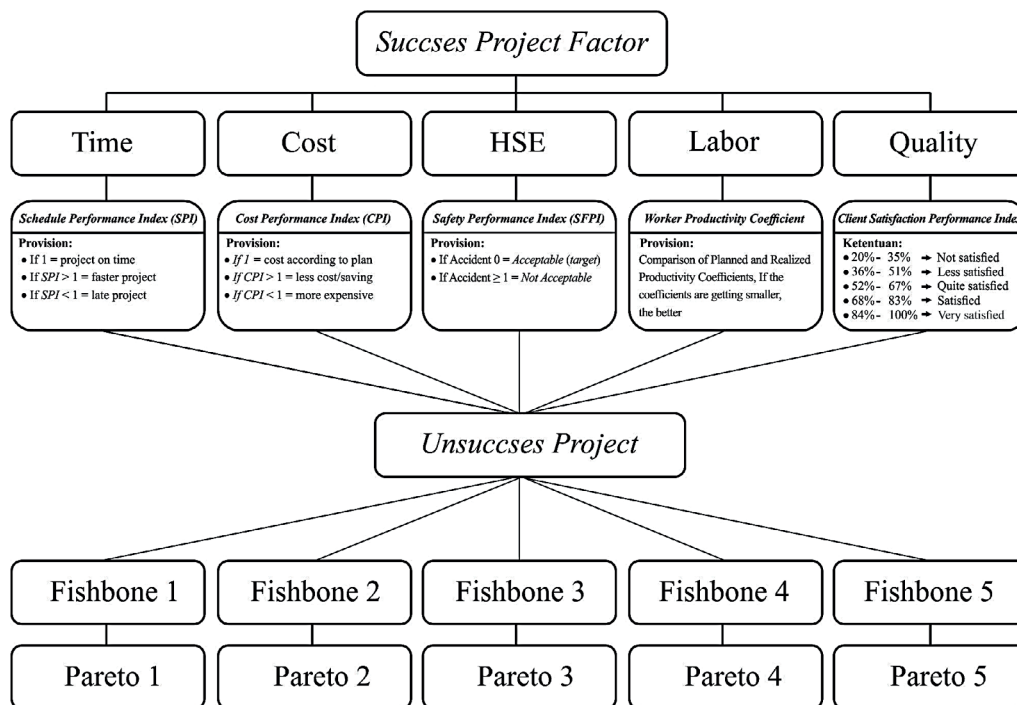 Succses Project Factor
Time
Cost
HSE
Labor
Quality
Schedule Performance Index (SPI)
Provision:
• If 1 = project on time
• If SPI > 1 = faster project
• If SPI < 1 = late project
Cost Performance Index (CPI)
Provision:
• If 1 = cost according to plan
• If CPI > 1 = less cost/saving
• If CPI < 1 = more expensive
Safety Performance Index (SFPI)
Provision:
• If Accident 0 = Acceptable (target)
• If Accident ≥ 1 = Not Acceptable
Worker Productivity Coefficient
Provision:
Comparison of Planned and Realized
Productivity Coefficients, If the
coefficients are getting smaller,
the better
Client Satisfaction Performance Index
Ketentuan:
• 20%- 35% → Not satisfied
• 36%- 51% → Less satisfied
• 52%- 67% → Quite satisfied
• 68%- 83% → Satisfied
• 84%- 100% → Very satisfied
Unsuccses Project
Fishbone 1
Fishbone 2
Fishbone 3
Fishbone 4
Fishbone 5
Pareto 1
Pareto 2
Pareto 3
Pareto 4
Pareto 5